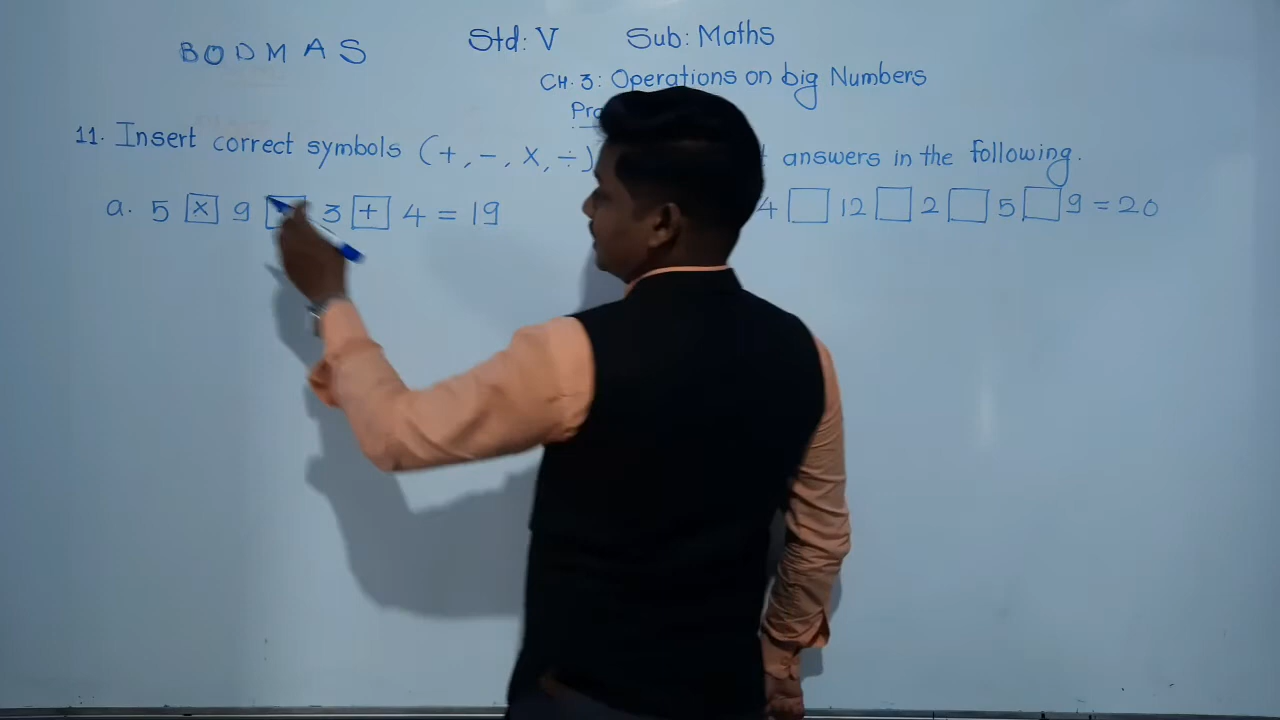 BODMAS Std: V Sub: Maths
CH. 3: Operations on big Numbers
11. Insert correct symbols (+, -, ×, ÷) answers in the following.
a. 5 × 9 3 + 4 = 19 4 12 2 5 9 = 20